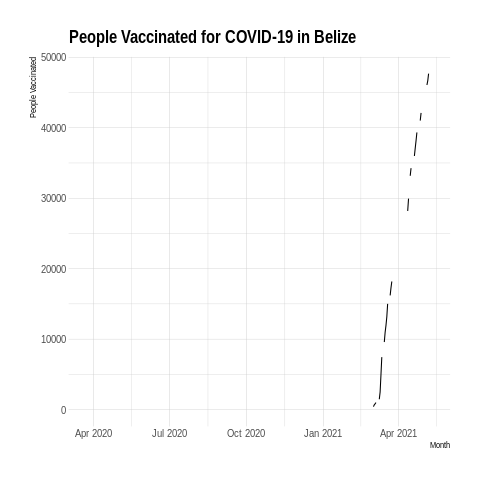 People Vaccinated for COVID-19 in Belize
People Vaccinated
50000
40000
30000
20000
10000
0
Apr 2020 Jul 2020 Oct 2020 Jan 2021 Apr 2021
Month